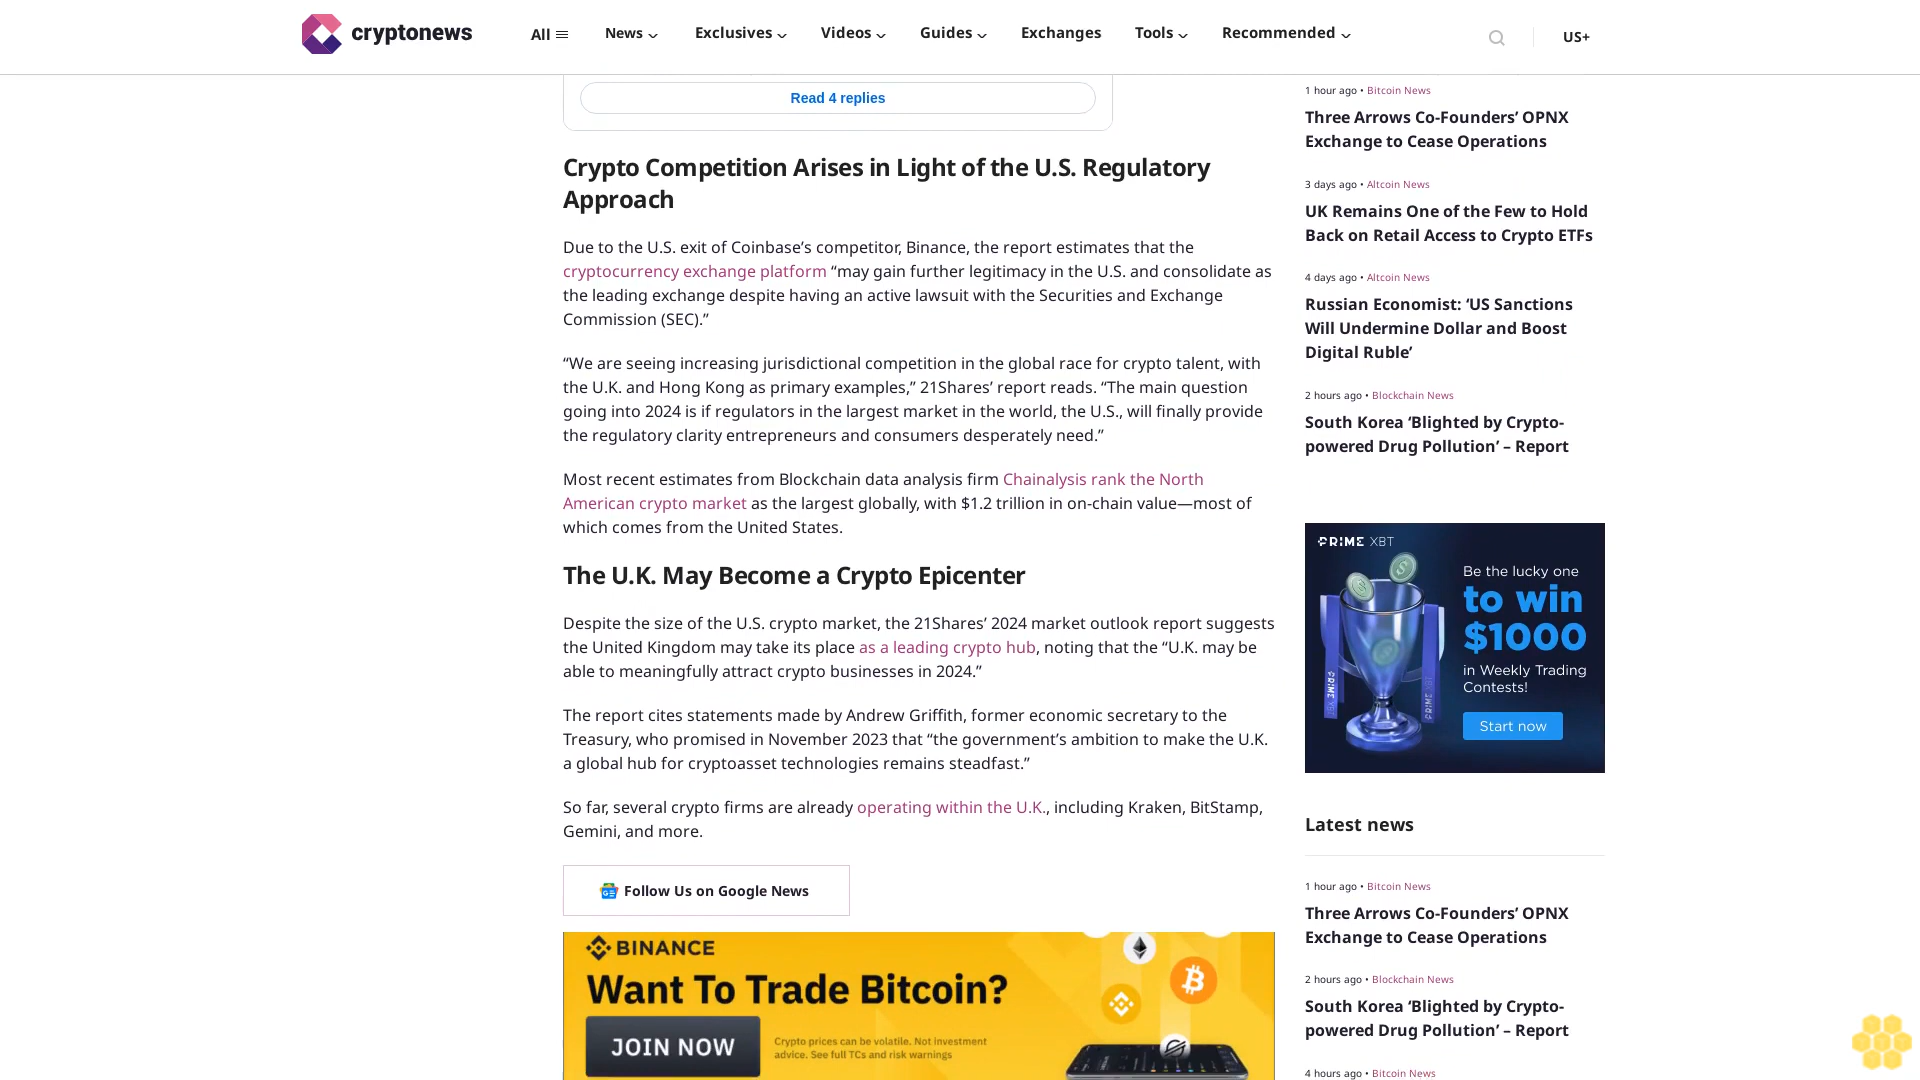 cryptonews
All
News
Exclusives
Videos
Guides
Exchanges
Tools
Recommended
US+
Read 4 replies
Crypto Competition Arises in Light of the U.S. Regulatory
Approach
Due to the U.S. exit of Coinbase’s competitor, Binance, the report estimates that the
cryptocurrency exchange platform “may gain further legitimacy in the U.S. and consolidate as
the leading exchange despite having an active lawsuit with the Securities and Exchange
Commission (SEC).”
“We are seeing increasing jurisdictional competition in the global race for crypto talent, with
the U.K. and Hong Kong as primary examples,” 21Shares’ report reads. “The main question
going into 2024 is if regulators in the largest market in the world, the U.S., will finally provide
the regulatory clarity entrepreneurs and consumers desperately need.”
Most recent estimates from Blockchain data analysis firm Chainalysis rank the North
American crypto market as the largest globally, with $1.2 trillion in on-chain value—most of
which comes from the United States.
The U.K. May Become a Crypto Epicenter
Despite the size of the U.S. crypto market, the 21Shares’ 2024 market outlook report suggests
the United Kingdom may take its place as a leading crypto hub, noting that the “U.K. may be
able to meaningfully attract crypto businesses in 2024.”
The report cites statements made by Andrew Griffith, former economic secretary to the
Treasury, who promised in November 2023 that “the government’s ambition to make the U.K.
a global hub for cryptoasset technologies remains steadfast.”
So far, several crypto firms are already operating within the U.K., including Kraken, BitStamp,
Gemini, and more.
Follow Us on Google News
BINANCE
Want To Trade Bitcoin?
JOIN NOW
Crypto prices can be volatile. Not investment
advice. See full TCs and risk warnings
1 hour ago • Bitcoin News
Three Arrows Co-Founders’ OPNX
Exchange to Cease Operations
3 days ago • Altcoin News
UK Remains One of the Few to Hold
Back on Retail Access to Crypto ETFs
4 days ago • Altcoin News
Russian Economist: ‘US Sanctions
Will Undermine Dollar and Boost
Digital Ruble’
2 hours ago • Blockchain News
South Korea ‘Blighted by Crypto-
powered Drug Pollution’ – Report
PRIME XBT
Be the lucky one
to win
$1000
in Weekly Trading
Contests!
Start now
PRIME XBT
PRIME XBT
Latest news
1 hour ago • Bitcoin News
Three Arrows Co-Founders’ OPNX
Exchange to Cease Operations
2 hours ago • Blockchain News
South Korea ‘Blighted by Crypto-
powered Drug Pollution’ – Report
4 hours ago • Bitcoin News